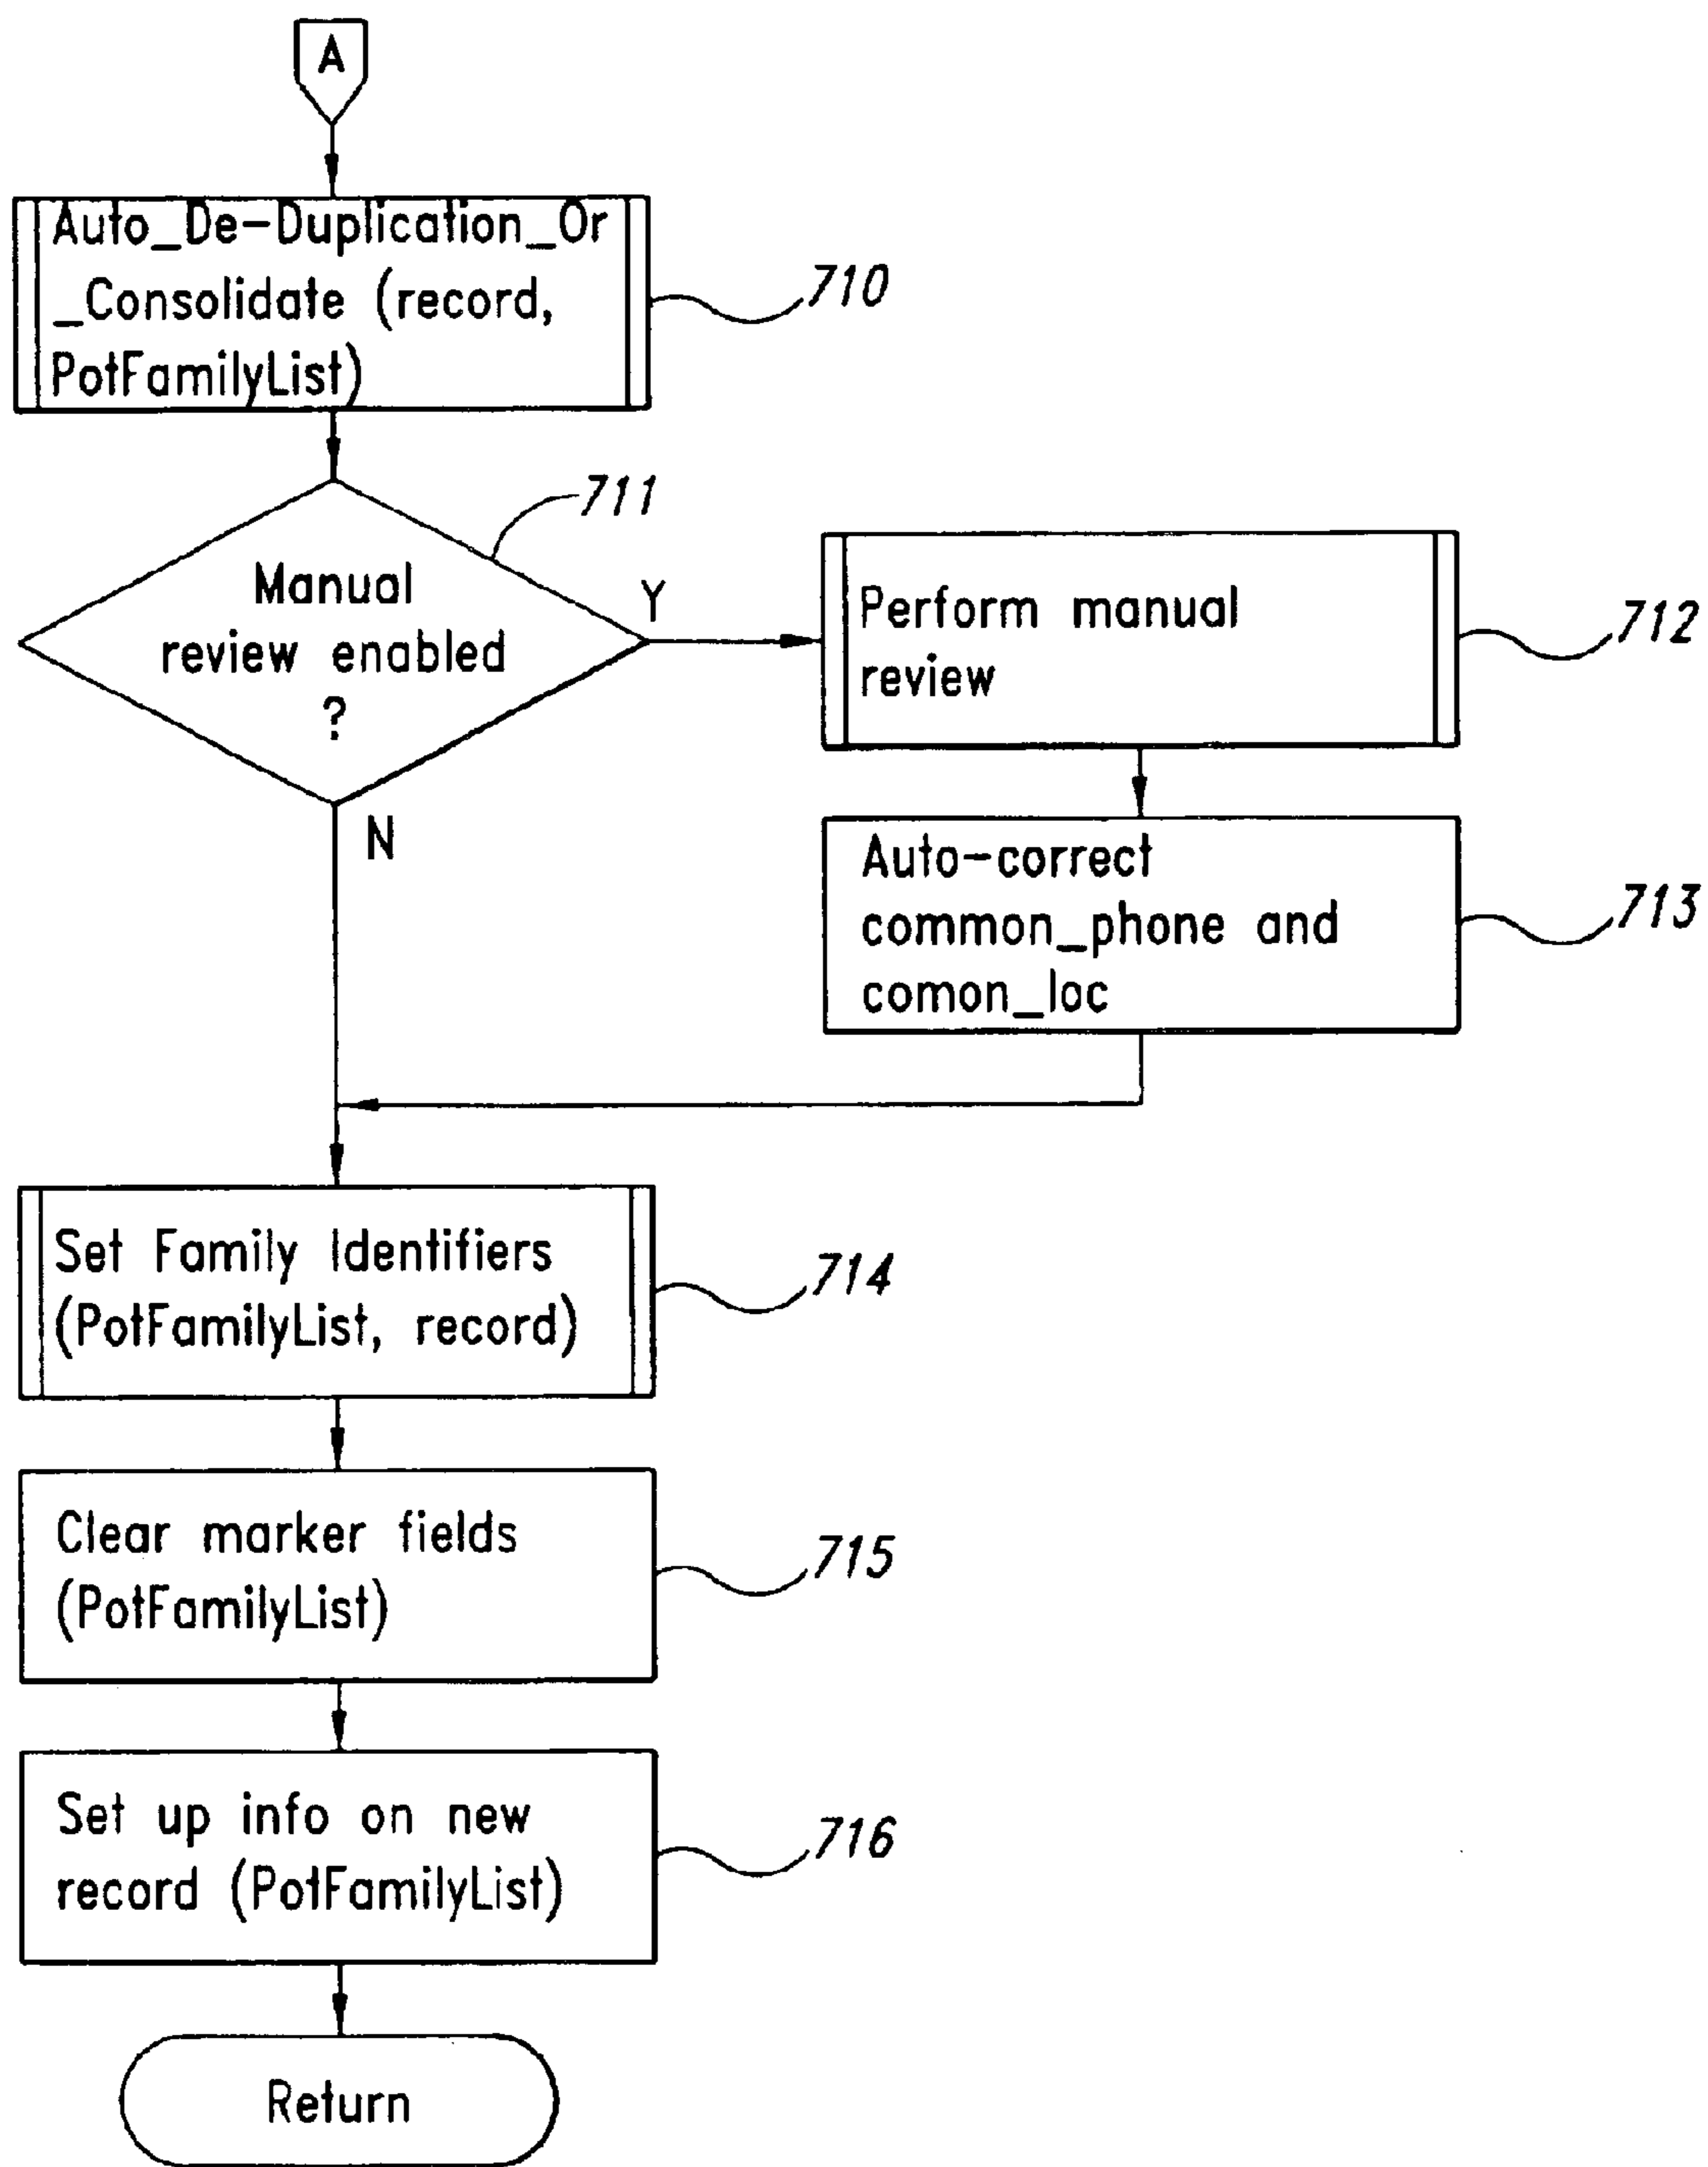 A
Auto_De-Duplication_Or
_Consolidate (record,
PotFamilyList)
710
711
Manual
review enabled
?
Y
N
Perform manual
review
712
Auto-correct
common_phone and
comon_loc
713
Set Family Identifiers
(PotFamilyList, record)
714
Clear marker fields
(PotFamilyList)
715
Set up info on new
record (PotFamilyList)
716
Return